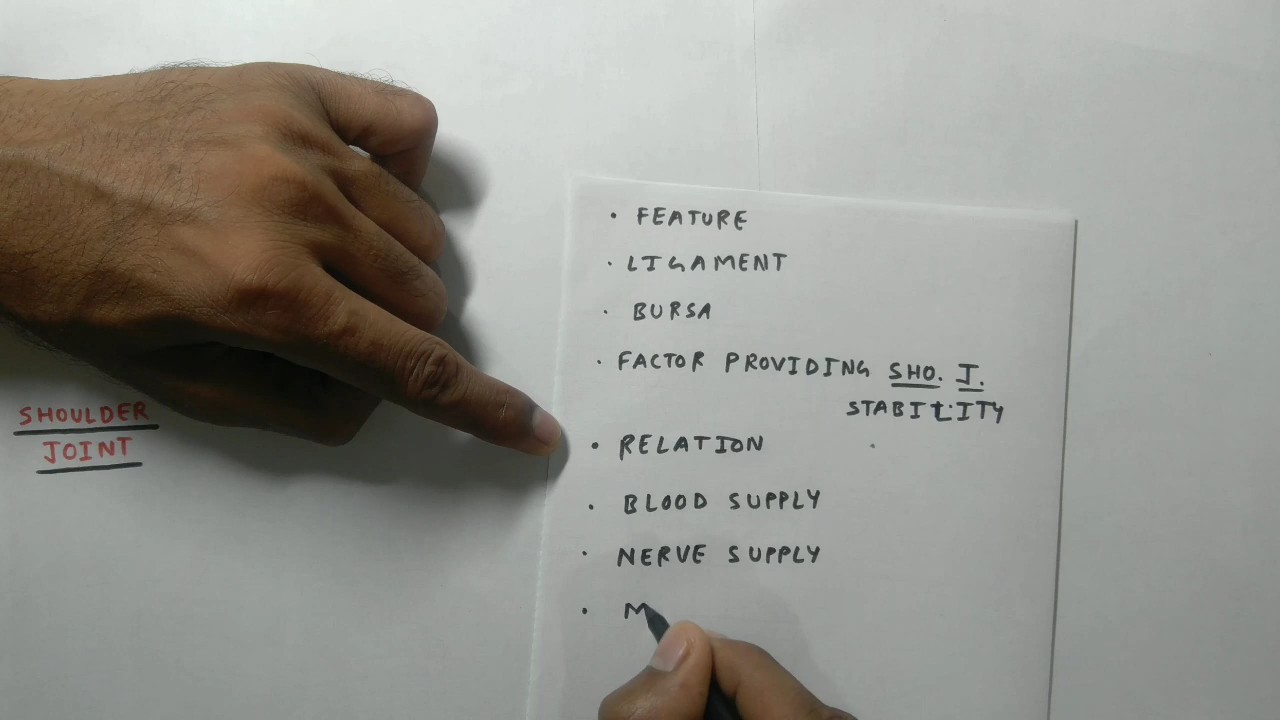 SHOULDER
JOINT
• FEATURE
• LIGAMENT
• BURSA
• FACTOR PROVIDING SHO. J.
STABILITY
• RELATION
• BLOOD SUPPLY
• NERVE SUPPLY
• M